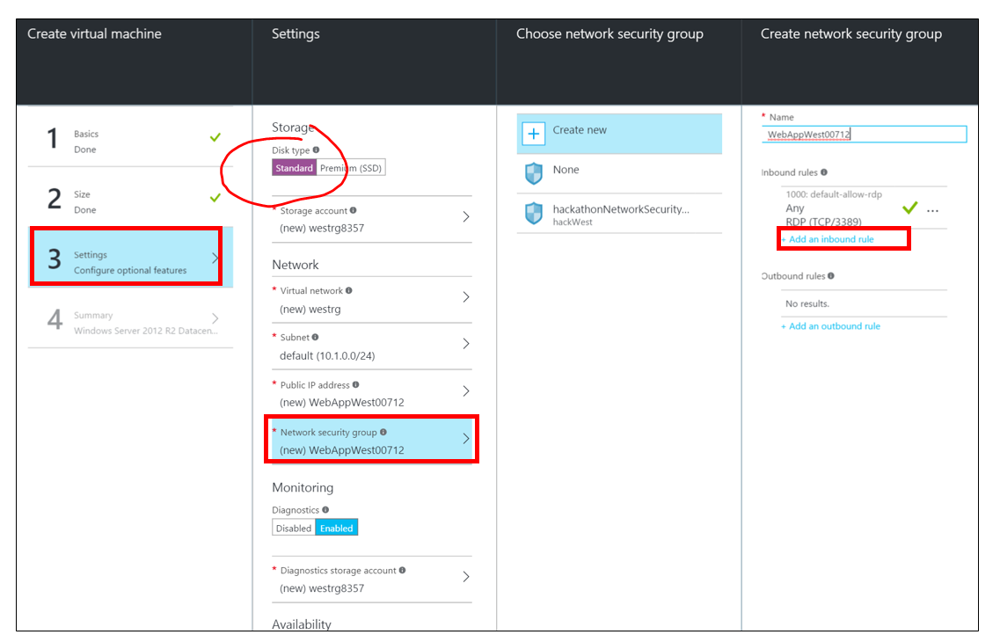 Create virtual machine
1
Basics
Done
2
Size
Done
3
Settings
Configure optional features
4
Summary
Windows Server 2012 R2 Datacen...
Settings
Storage
Disk type
Standard
Premium (SSD)
* Storage account
(new) westrg8357
Network
* Virtual network
(new) westrg
* Subnet
default (10.1.0.0/24)
* Public IP address
(new) WebAppWest00712
* Network security group
(new) WebAppWest00712
Monitoring
Diagnostics
Disabled
Enabled
* Diagnostics storage account
(new) westrg8357
Availability
Choose network security group
Create new
None
hackathonNetworkSecurity...
hackWest
Create network security group
* Name
WebAppWest00712
Inbound rules
1000: default-allow-rdp
Any
RDP (TCP/3389)
...
+ Add an inbound rule
Outbound rules
No results.
+ Add an outbound rule